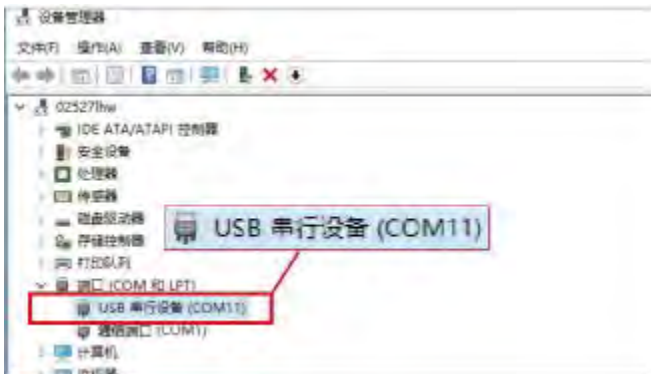 设备管理器
文件(F) 操作(A) 查看(V) 帮助(H)
02527lhw
IDE ATA/ATAPI 控制器
安全设备
处理器
传感器
磁盘驱动器
存储控制器
打印队列
端口 (COM 和 LPT)
USB 串行设备 (COM11)
USB 串行设备 (COM11)
通信端口 (COM1)
计算机